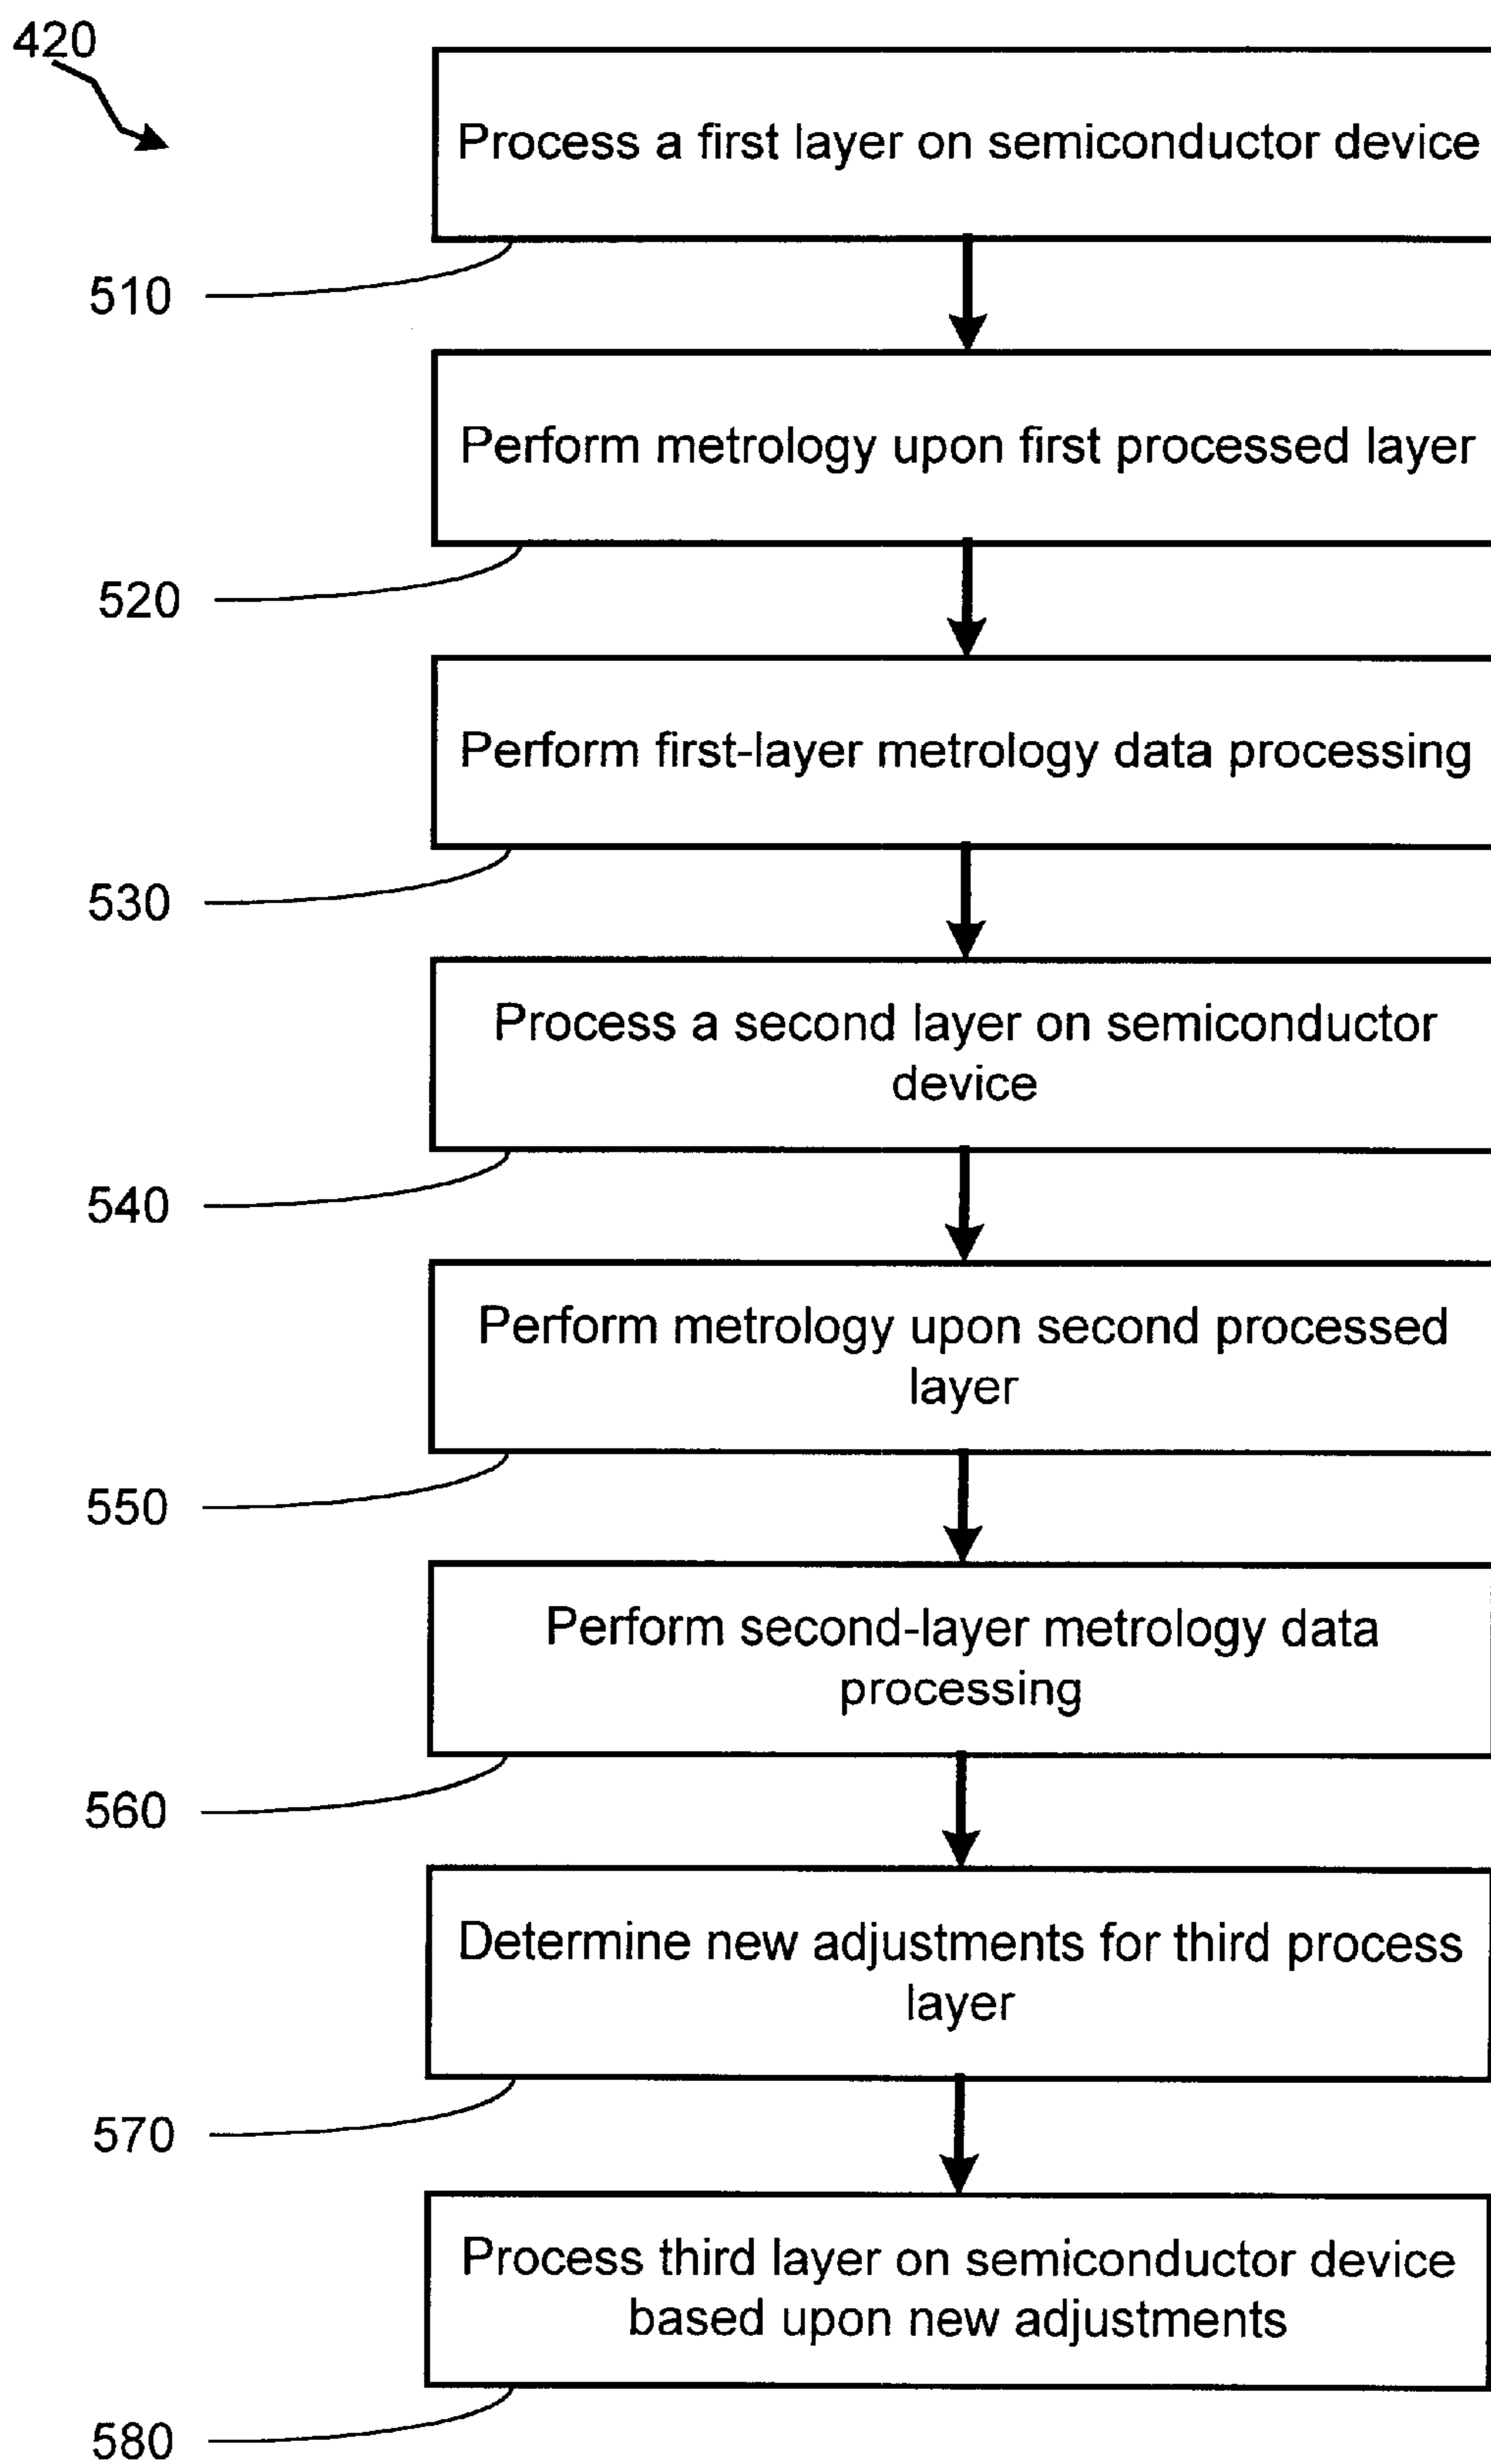 420
Process a first layer on semiconductor device
510
Perform metrology upon first processed layer
520
Perform first-layer metrology data processing
530
Process a second layer on semiconductor
device
540
Perform metrology upon second processed
layer
550
Perform second-layer metrology data
processing
560
Determine new adjustments for third process
layer
570
Process third layer on semiconductor device
based upon new adjustments
580